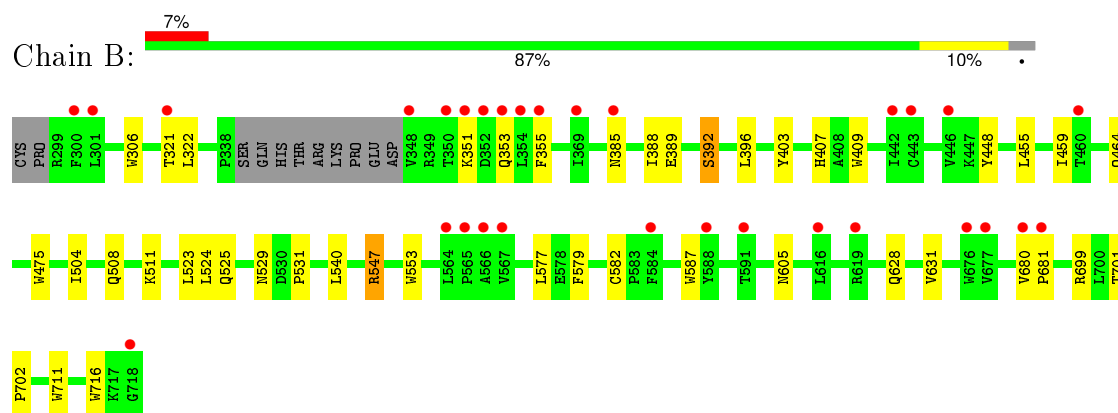 7%
Chain B:
87% 10% •
CYS PRO R299 F300 L301 W306 T321 L322 P338 SER GLN HIS THR ARG LYS PRO GLU ASP V348 R349 T350 K351 D352 Q353 L354 F355 I369 N385 I388 E389 S392 L396 Y403 H407 A408 W409 I442 C443 V446 K447 Y448 L455 I459 T460
W475 I504 Q508 K511 L523 L524 Q525 N529 D530 P531 L540 R547 W553 L564 P565 A566 V567 L577 E578 F579 C582 P583 F584 W587 Y588 T591 N605 L616 R619 Q628 V631 W676 V677 V680 P681 R699 L700
P702 W711 W716 K717 G718